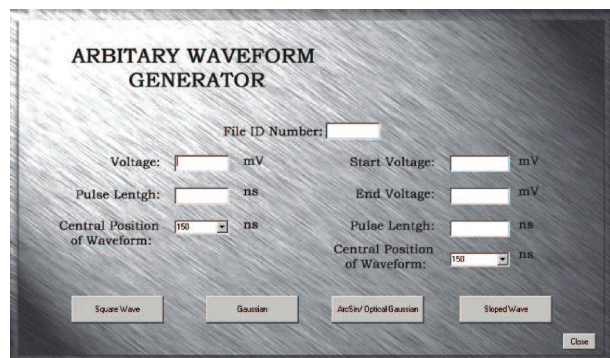 ARBITARY WAVEFORM
GENERATOR
File ID Number:
Voltage: mV
Pulse Lentgh: ns
Central Position
of Waveform: 150 ns
Start Voltage: mV
End Voltage: mV
Pulse Lentgh: ns
Central Position
of Waveform: 150 ns
Square Wave
Gaussian
ArcSin/ Optical Gaussian
Sloped Wave
Close